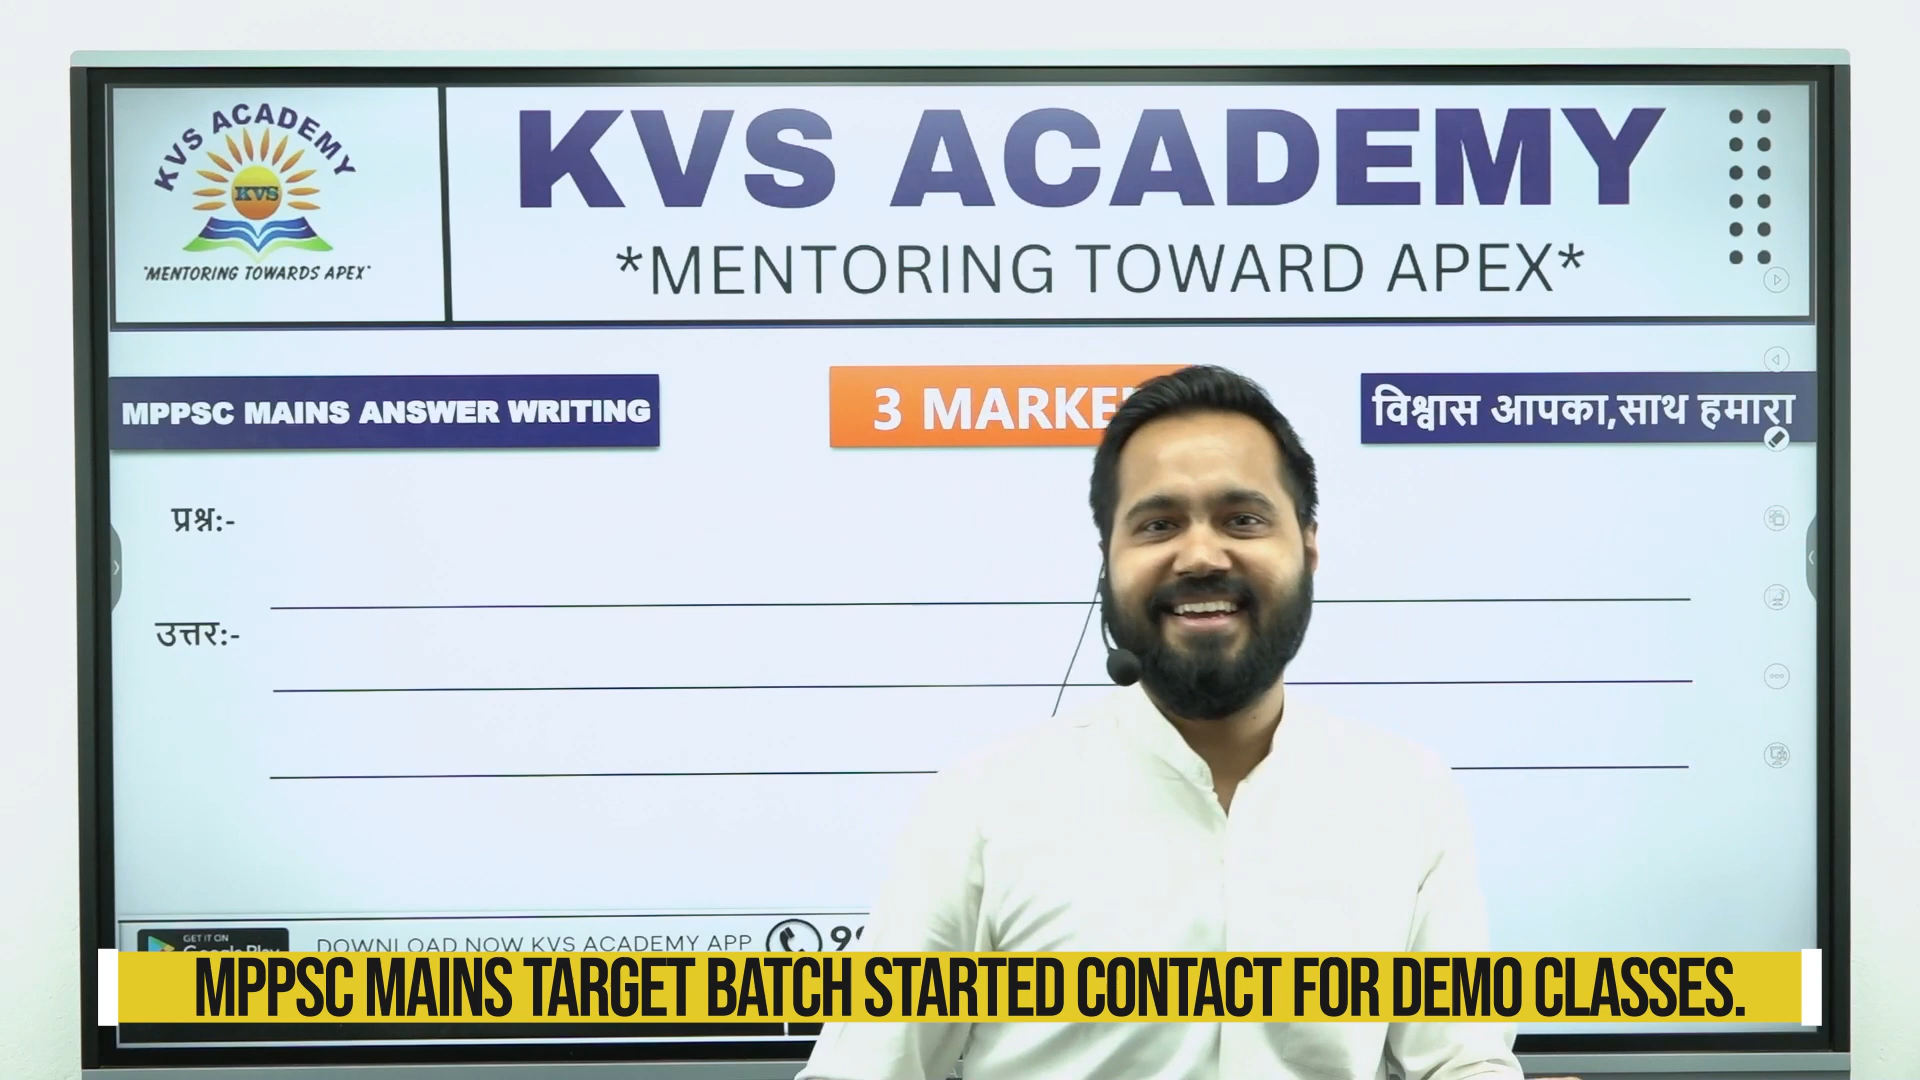 KVS ACADEMY
KVS
"MENTORING TOWARDS APEX"
KVS ACADEMY
*MENTORING TOWARD APEX*
MPPSC MAINS ANSWER WRITING
3 MARKE
विश्वास आपका,साथ हमारा
प्रश्न:-
उत्तर:-
GET IT ON
Google Play
DOWNLOAD NOW KVS ACADEMY APP
MPPSC MAINS TARGET BATCH STARTED CONTACT FOR DEMO CLASSES.